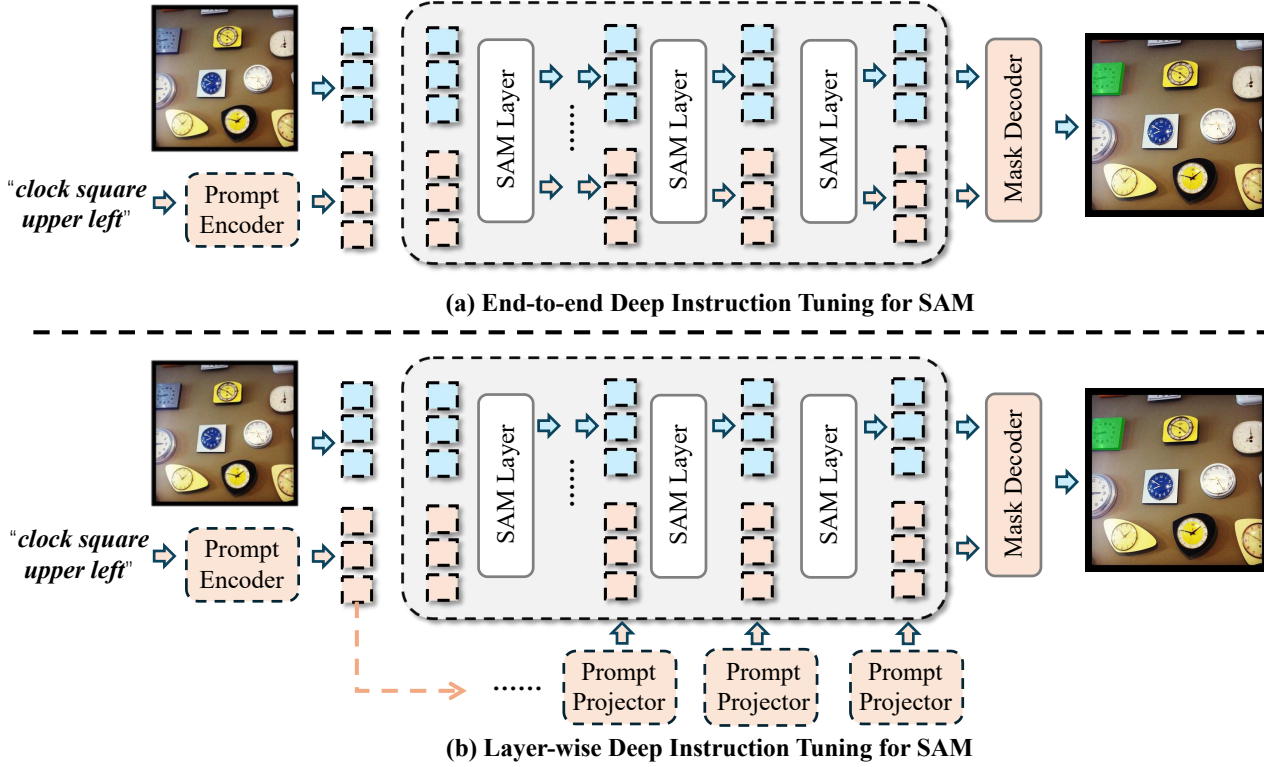 “clock square
upper left”
Prompt
Encoder
SAM Layer
......
SAM Layer
SAM Layer
Mask Decoder
(a) End-to-end Deep Instruction Tuning for SAM
“clock square
upper left”
Prompt
Encoder
SAM Layer
......
SAM Layer
SAM Layer
Mask Decoder
......
Prompt
Projector
Prompt
Projector
Prompt
Projector
(b) Layer-wise Deep Instruction Tuning for SAM